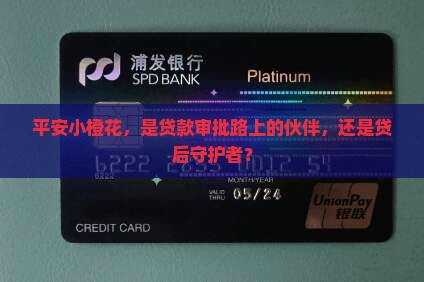 浦发银行
SPD BANK
Platinum
平安小橙花，是贷款审批路上的伙伴，还是贷
后守护者？
6222
MONTH/YEAR
VALID THRU 05/24
UnionPay
银联
CREDIT CARD